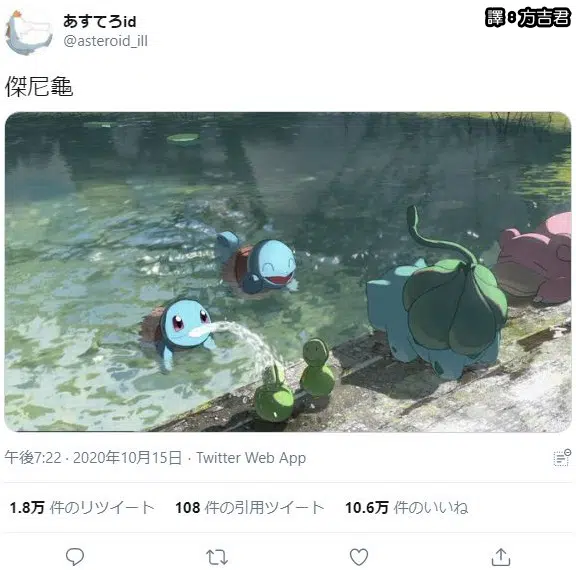 あすてろid
@asteroid_ill
譯：方吉君
傑尼龜
午後7:22 · 2020年10月15日 · Twitter Web App
1.8万 件のリツイート 108 件の引用ツイート 10.6万 件のいいね